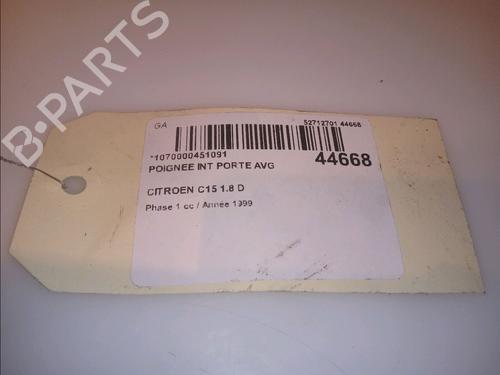 B-PARTS
GA
52712701 44668
*1070000451091
44668
POIGNEE INT PORTE AVG
CITROEN C15 1.8 D
Phase 1 cc / Année 1999